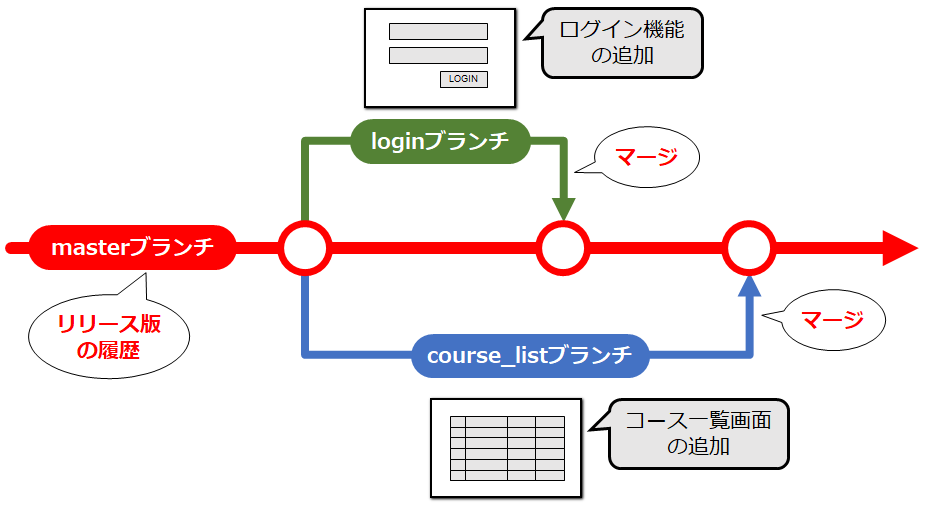 ログイン機能
の追加
LOGIN
loginブランチ
マージ
masterブランチ
リリース版
の履歴
マージ
course_listブランチ
コース一覧画面
の追加